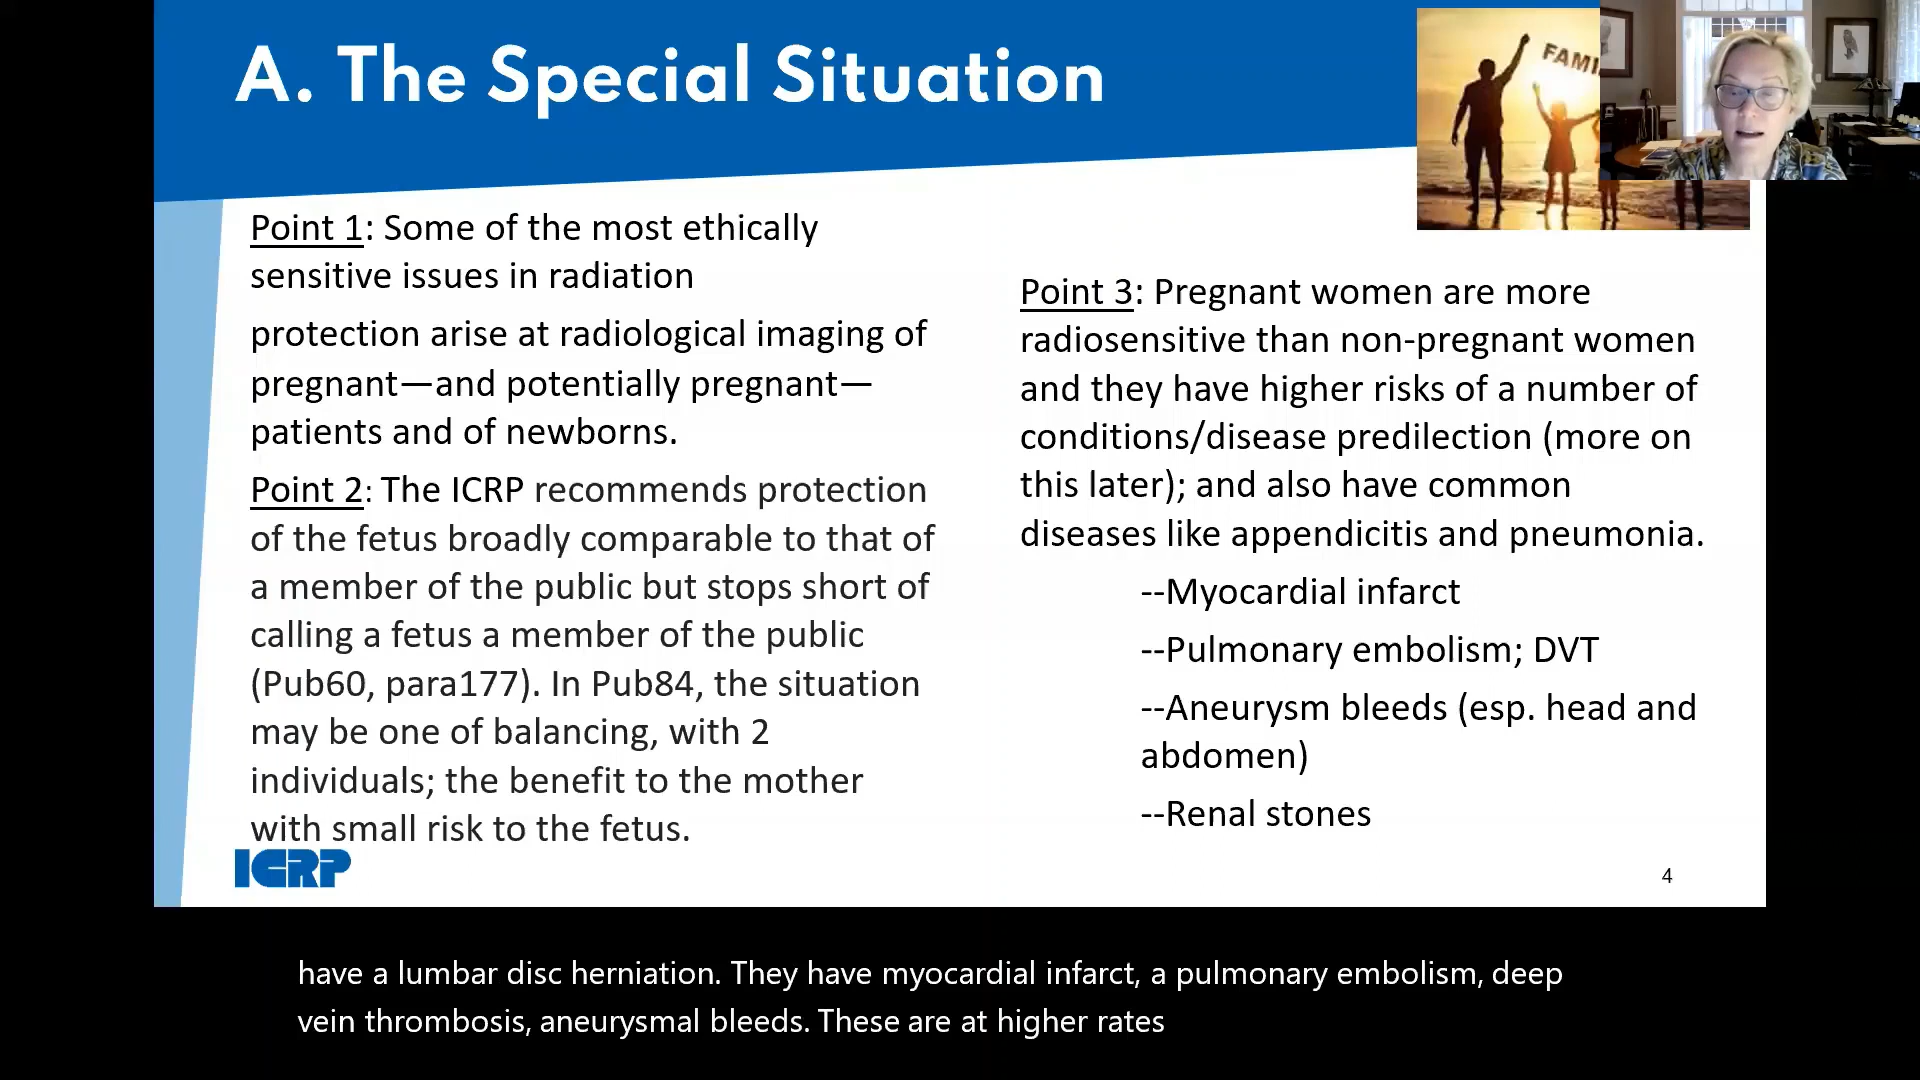 A. The Special Situation
FAMI
Point 1: Some of the most ethically
sensitive issues in radiation
protection arise at radiological imaging of
pregnant—and potentially pregnant—
patients and of newborns.
Point 2: The ICRP recommends protection
of the fetus broadly comparable to that of
a member of the public but stops short of
calling a fetus a member of the public
(Pub60, para177). In Pub84, the situation
may be one of balancing, with 2
individuals; the benefit to the mother
with small risk to the fetus.
Point 3: Pregnant women are more
radiosensitive than non-pregnant women
and they have higher risks of a number of
conditions/disease predilection (more on
this later); and also have common
diseases like appendicitis and pneumonia.
--Myocardial infarct
--Pulmonary embolism; DVT
--Aneurysm bleeds (esp. head and
abdomen)
--Renal stones
ICRP
4
have a lumbar disc herniation. They have myocardial infarct, a pulmonary embolism, deep
vein thrombosis, aneurysmal bleeds. These are at higher rates